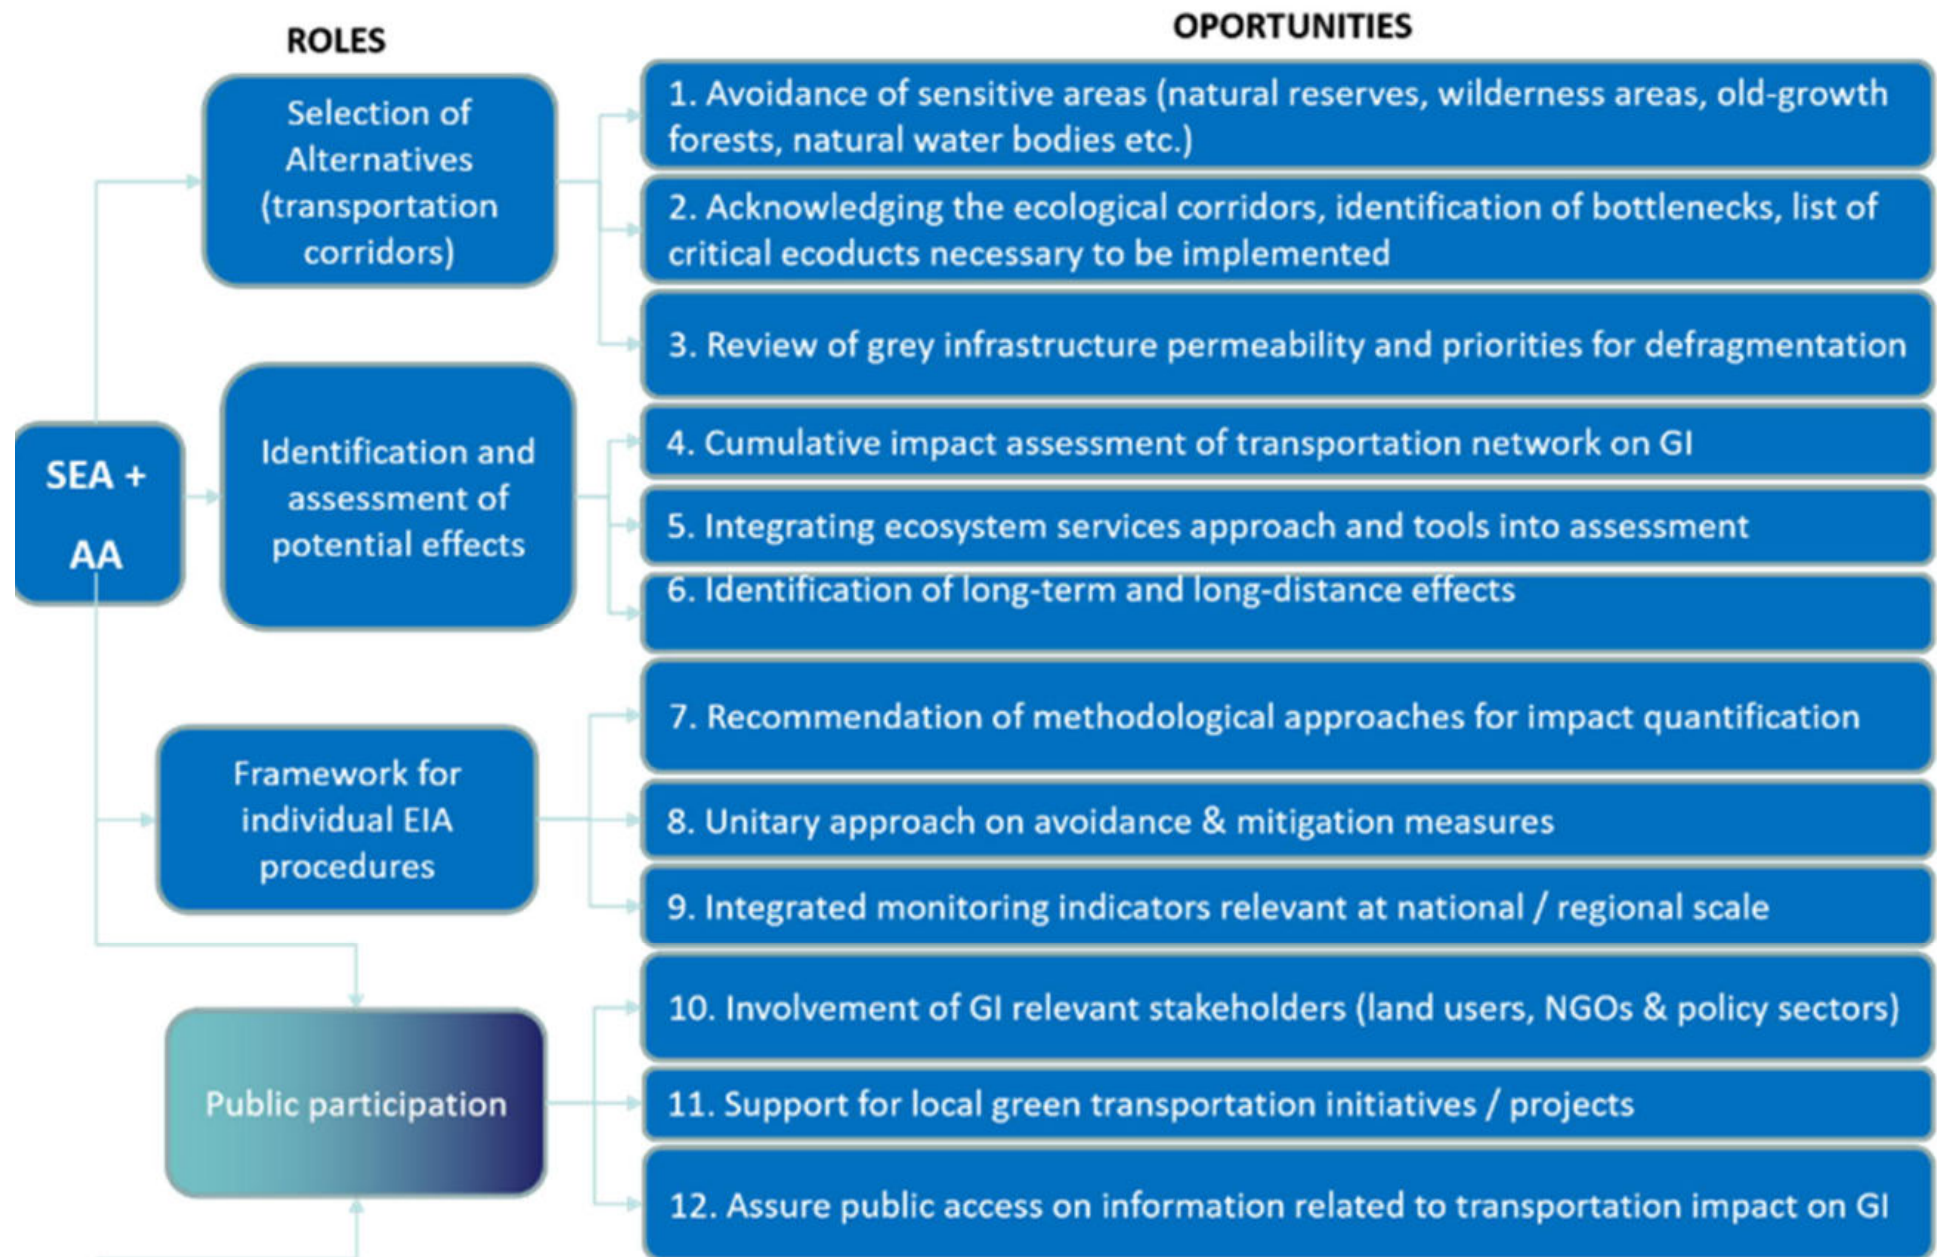 ROLES
OPORTUNITIES
SEA +
AA
Selection of
Alternatives
(transportation
corridors)
1. Avoidance of sensitive areas (natural reserves, wilderness areas, old-growth
forests, natural water bodies etc.)
2. Acknowledging the ecological corridors, identification of bottlenecks, list of
critical ecoducts necessary to be implemented
3. Review of grey infrastructure permeability and priorities for defragmentation
Identification and
assessment of
potential effects
4. Cumulative impact assessment of transportation network on GI
5. Integrating ecosystem services approach and tools into assessment
6. Identification of long-term and long-distance effects
Framework for
individual EIA
procedures
7. Recommendation of methodological approaches for impact quantification
8. Unitary approach on avoidance & mitigation measures
9. Integrated monitoring indicators relevant at national / regional scale
Public participation
10. Involvement of GI relevant stakeholders (land users, NGOs & policy sectors)
11. Support for local green transportation initiatives / projects
12. Assure public access on information related to transportation impact on GI